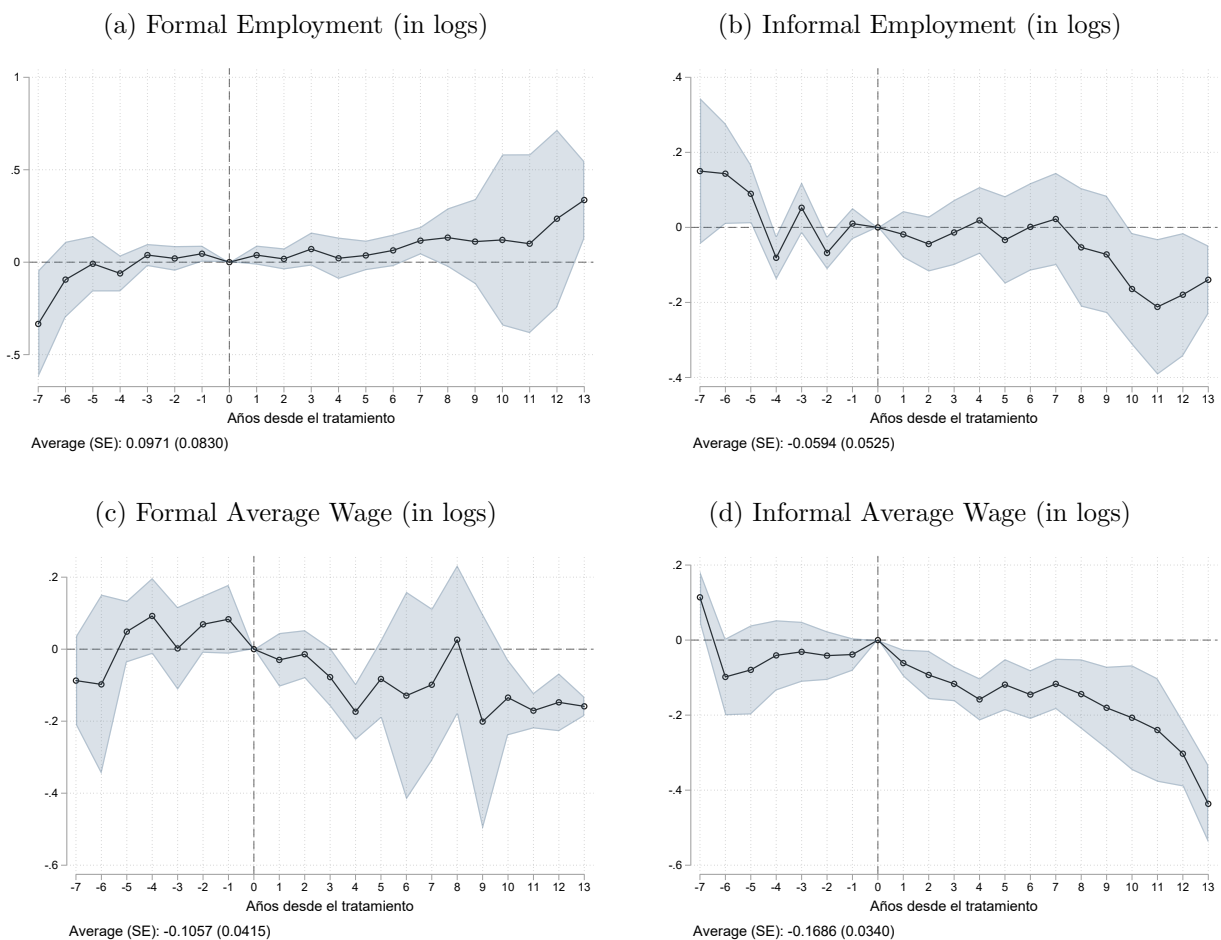 (a) Formal Employment (in logs)
(b) Informal Employment (in logs)
1
.5
0
-.5
-7 -6 -5 -4 -3 -2 -1 0 1 2 3 4 5 6 7 8 9 10 11 12 13
Años desde el tratamiento
Average (SE): 0.0971 (0.0830)
.4
.2
0
-.2
-.4
-7 -6 -5 -4 -3 -2 -1 0 1 2 3 4 5 6 7 8 9 10 11 12 13
Años desde el tratamiento
Average (SE): -0.0594 (0.0525)
(c) Formal Average Wage (in logs)
(d) Informal Average Wage (in logs)
.2
0
-.2
-.4
-.6
-7 -6 -5 -4 -3 -2 -1 0 1 2 3 4 5 6 7 8 9 10 11 12 13
Años desde el tratamiento
Average (SE): -0.1057 (0.0415)
.2
0
-.2
-.4
-.6
-7 -6 -5 -4 -3 -2 -1 0 1 2 3 4 5 6 7 8 9 10 11 12 13
Años desde el tratamiento
Average (SE): -0.1686 (0.0340)